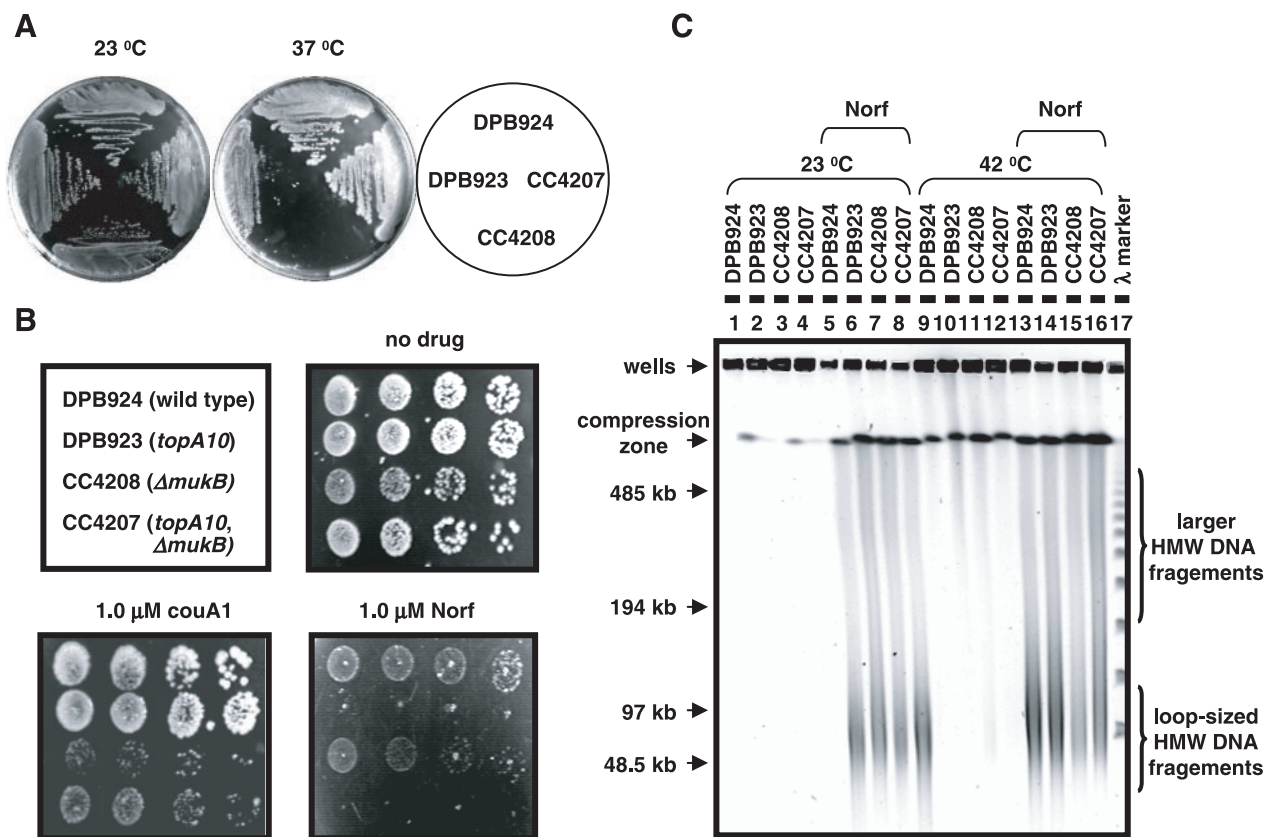 A
23 ⁰C
37 ⁰C
DPB924
DPB923
CC4207
CC4208
B
no drug
DPB924 (wild type)
DPB923 (topA10)
CC4208 (ΔmukB)
CC4207 (topA10,
ΔmukB)
1.0 μM couA1
1.0 μM Norf
C
Norf
Norf
23 ⁰C
42 ⁰C
DPB924
DPB923
CC4208
CC4207
DPB924
DPB923
CC4208
CC4207
DPB924
DPB923
CC4208
CC4207
DPB924
DPB923
CC4208
CC4207
λ marker
1 2 3 4 5 6 7 8 9 10 11 12 13 14 15 16 17
wells
compression
zone
485 kb
194 kb
97 kb
48.5 kb
larger
HMW DNA
fragements
loop-sized
HMW DNA
fragments